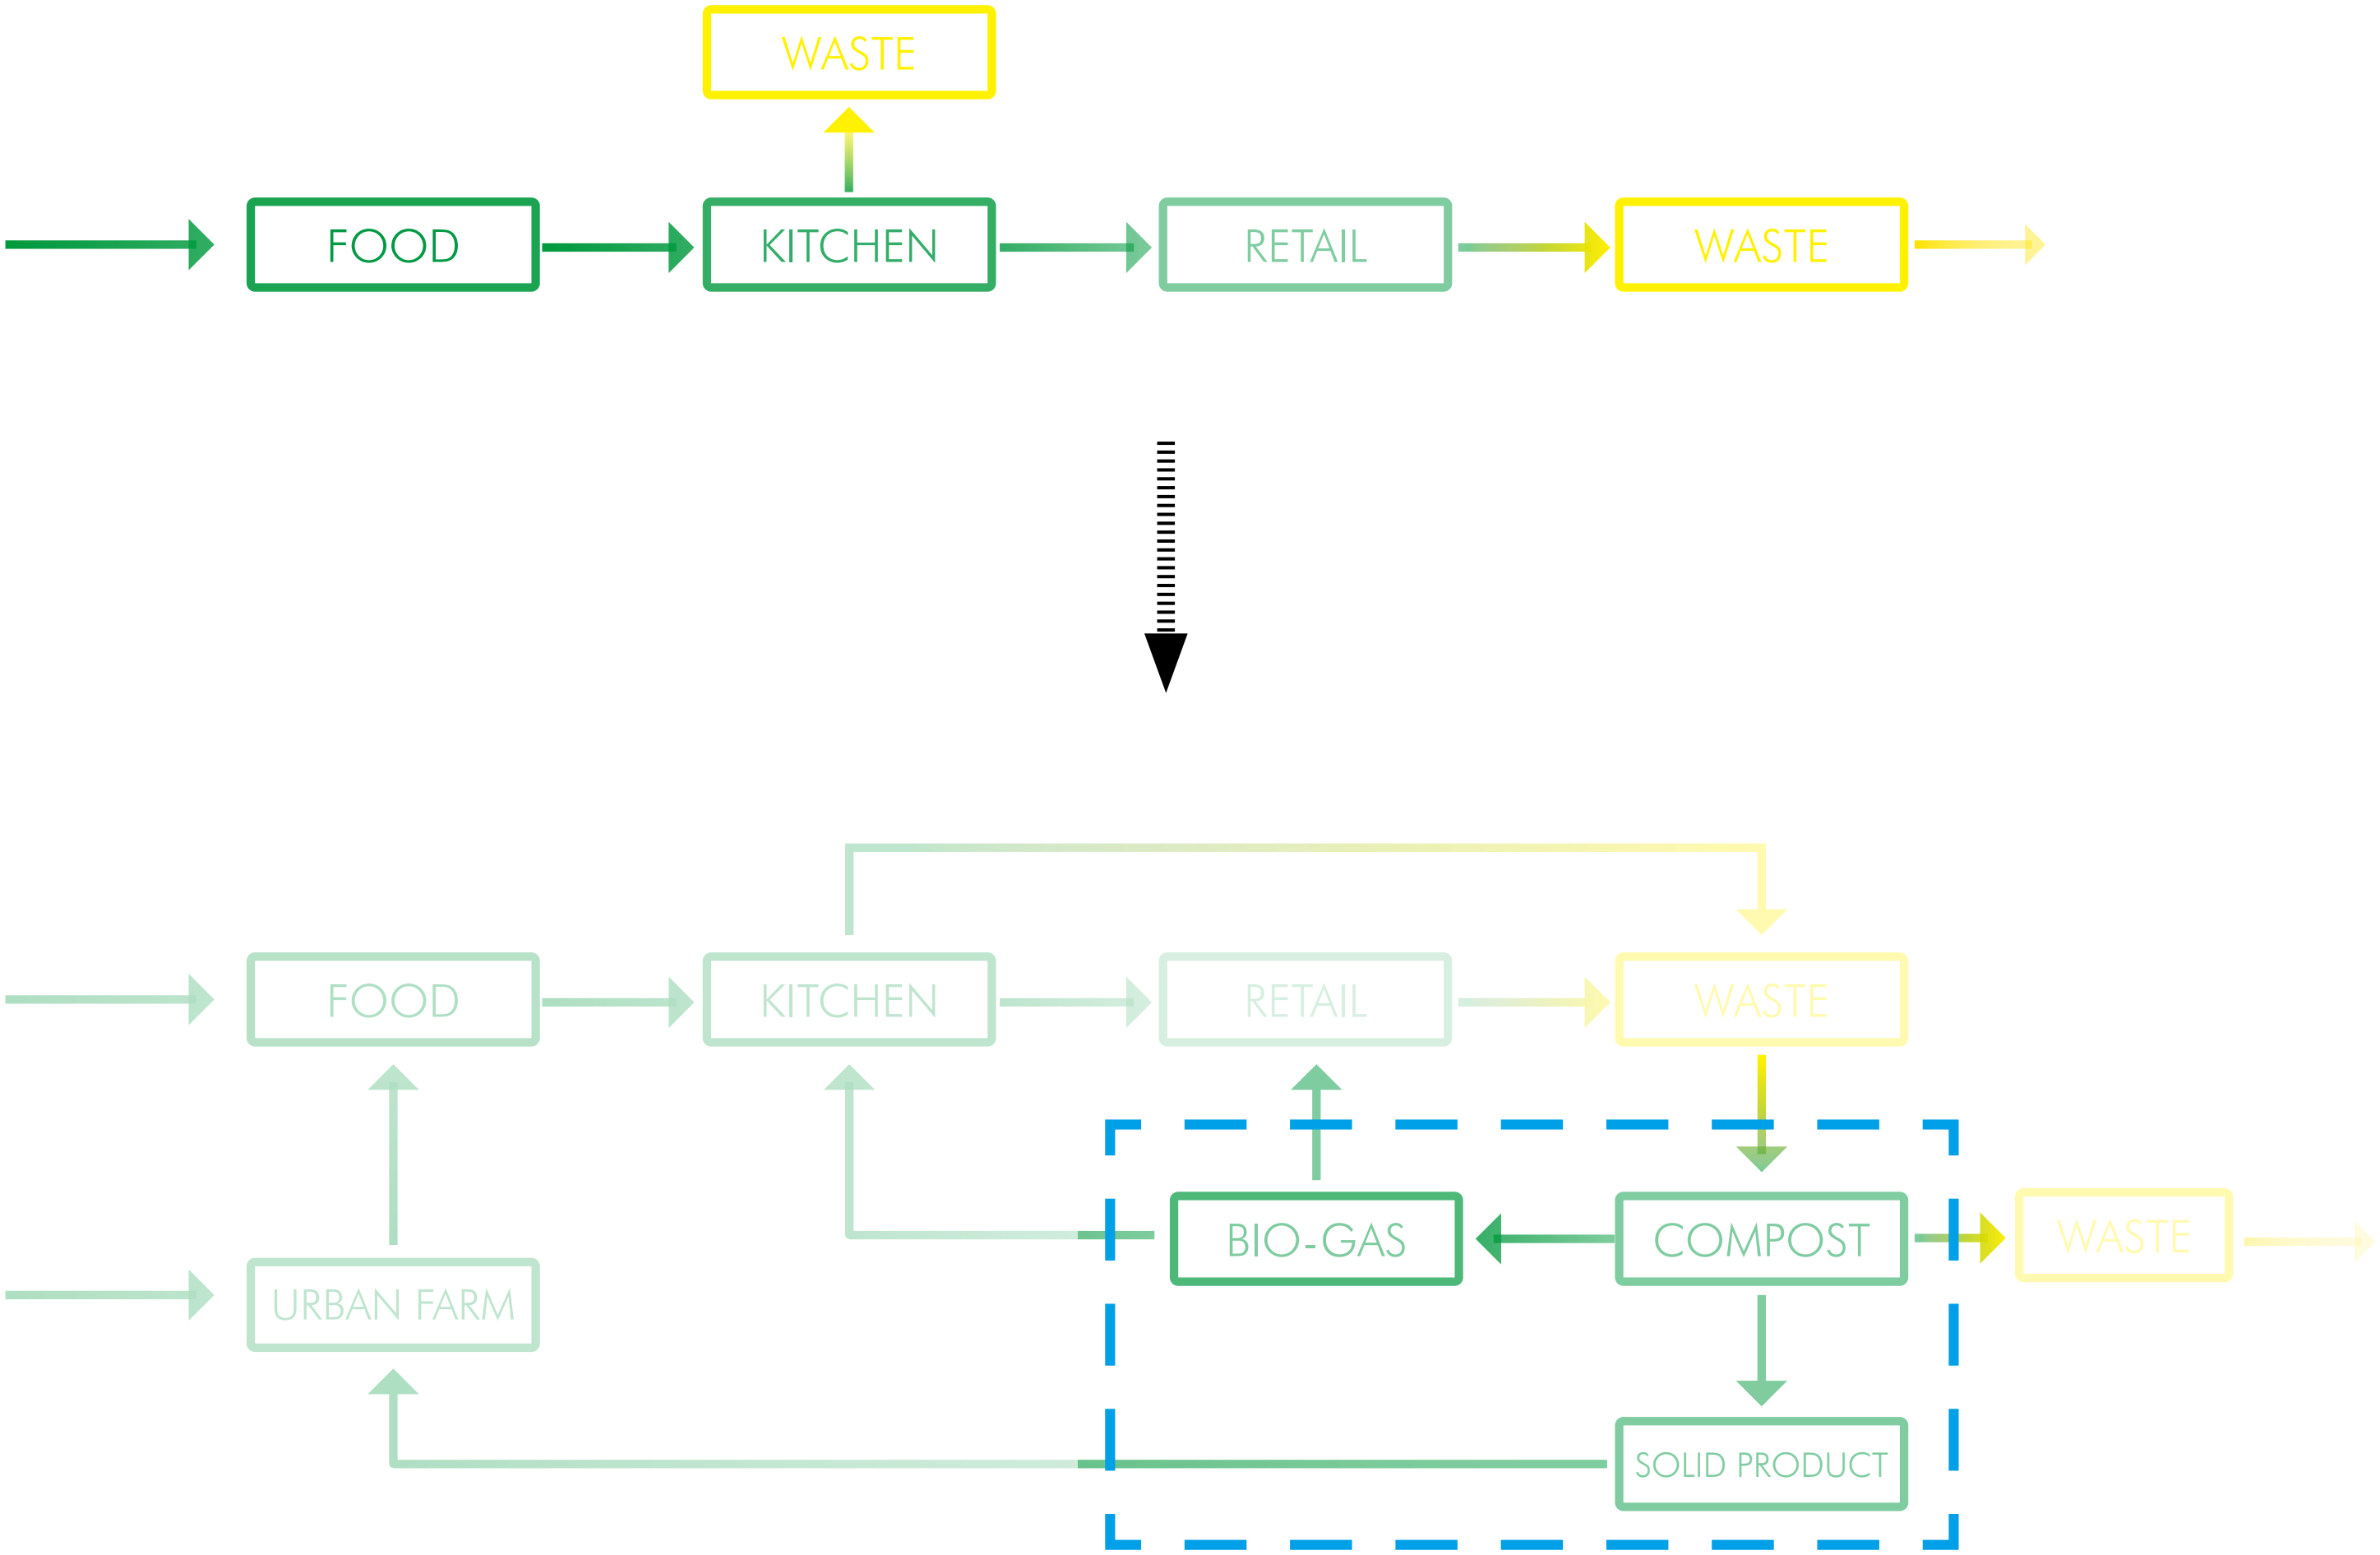 WASTE
FOOD
KITCHEN
RETAIL
WASTE
FOOD
KITCHEN
RETAIL
WASTE
BIO-GAS
COMPOST
WASTE
URBAN FARM
SOLID PRODUCT